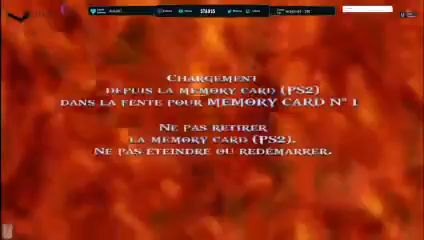 Chargement
depuis la memory card (PS2)
dans la fente pour MEMORY CARD N° 1
Ne pas retirer
la memory card (PS2).
Ne pas éteindre ou redémarrer.